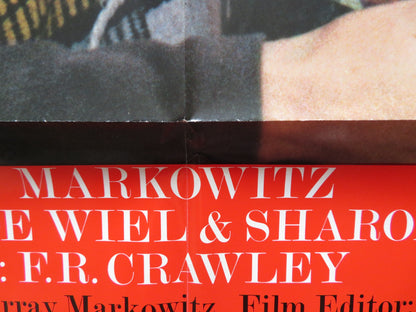 MARKOWITZ
E WIEL & SHARO
: F.R. CRAWLEY
rray Markowitz Film Editor: